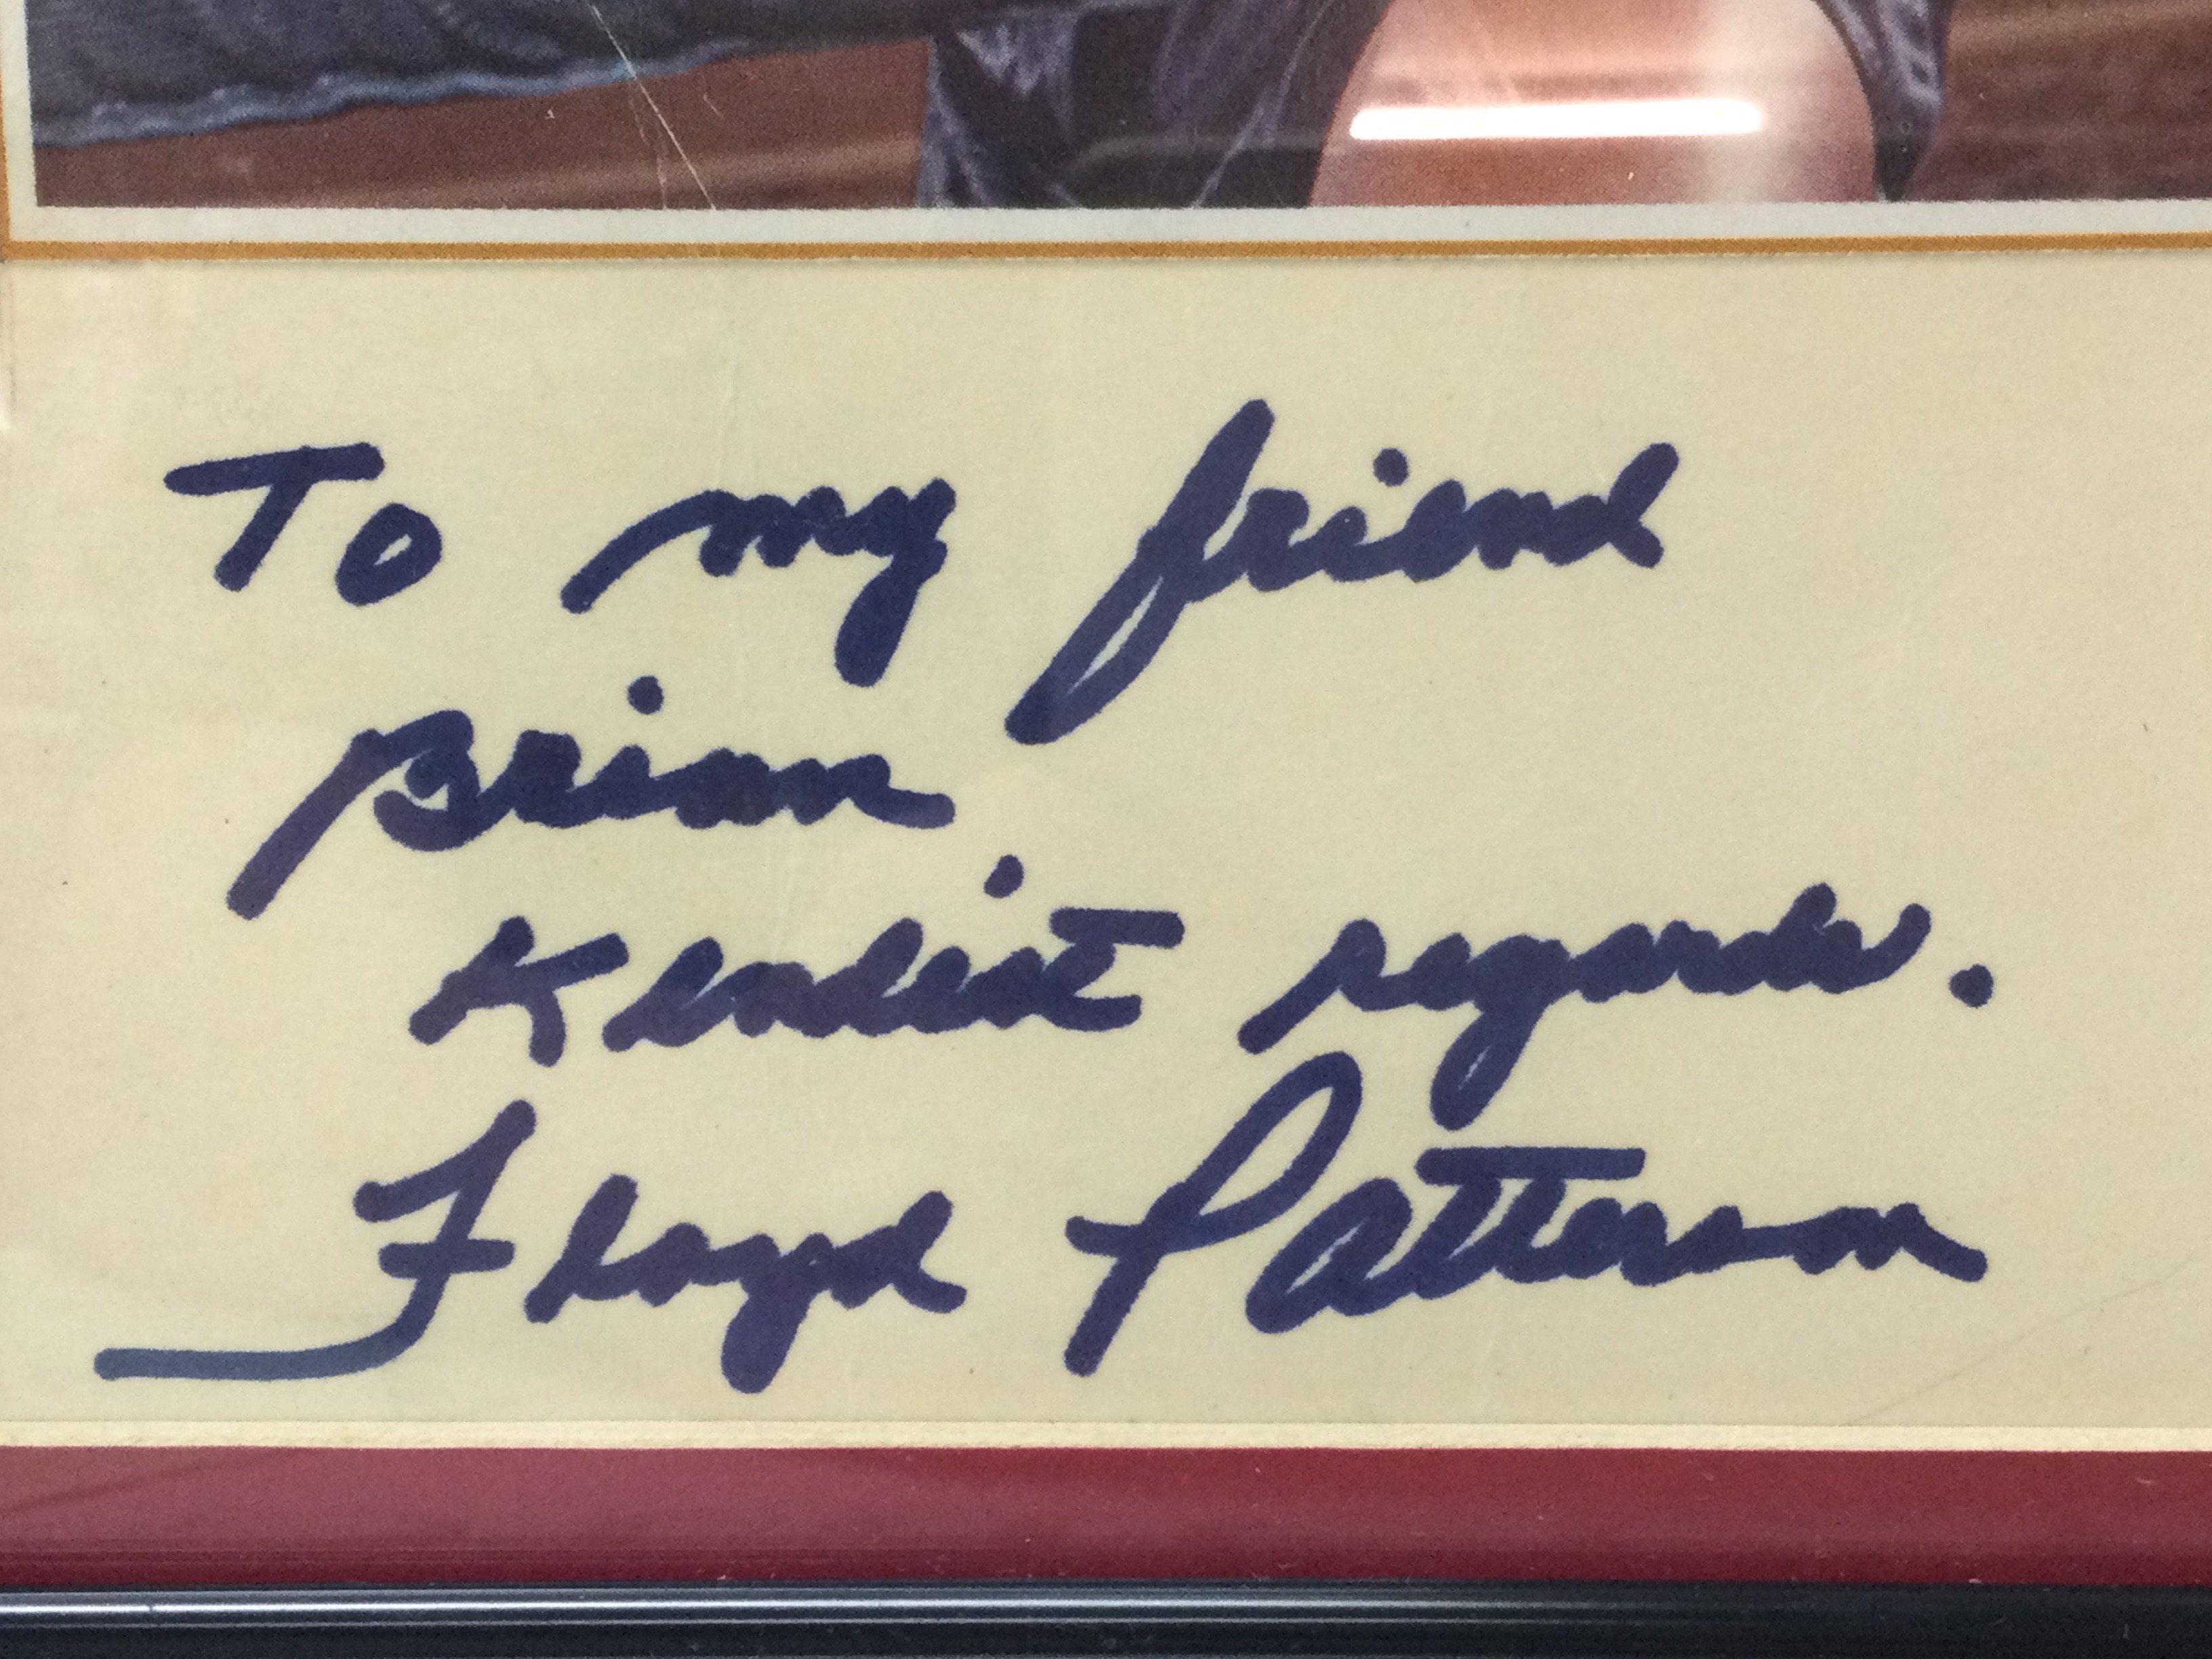 To my friend
Brian
Kindest regards.
Floyd Patterson